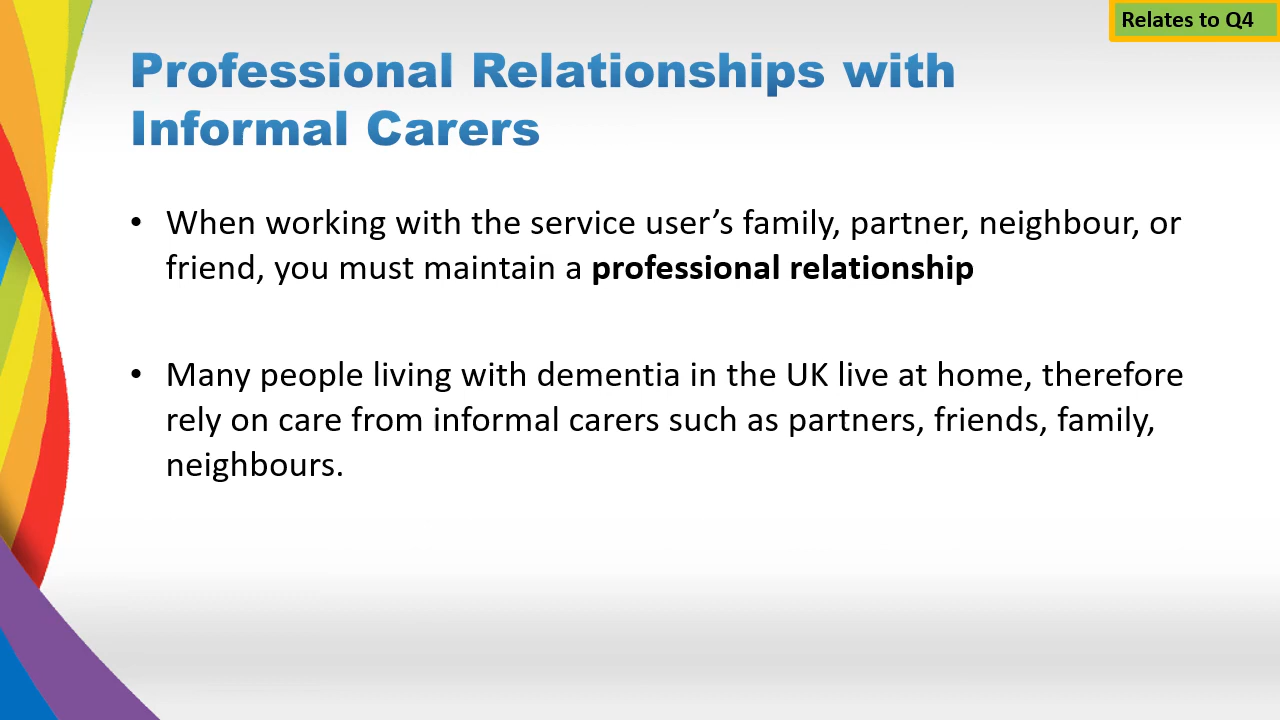 Relates to Q4
Professional Relationships with
Informal Carers
• When working with the service user’s family, partner, neighbour, or
friend, you must maintain a professional relationship
• Many people living with dementia in the UK live at home, therefore
rely on care from informal carers such as partners, friends, family,
neighbours.